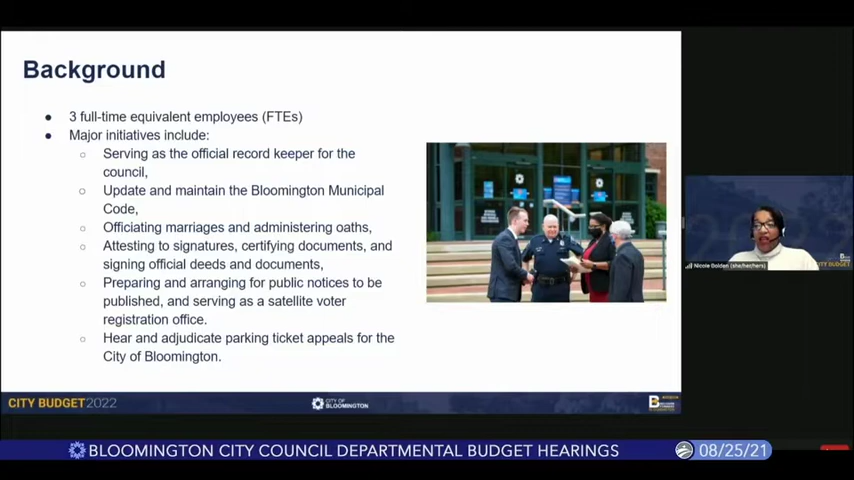 Background
● 3 full-time equivalent employees (FTEs)
● Major initiatives include:
○ Serving as the official record keeper for the
council,
○ Update and maintain the Bloomington Municipal
Code,
○ Officiating marriages and administering oaths,
○ Attesting to signatures, certifying documents, and
signing official deeds and documents,
○ Preparing and arranging for public notices to be
published, and serving as a satellite voter
registration office.
○ Hear and adjudicate parking ticket appeals for the
City of Bloomington.
Nicole Bolden (she/her/hers)
CITY BUDGET 2022
CITY OF
BLOOMINGTON
BLOOMINGTON CITY COUNCIL DEPARTMENTAL BUDGET HEARINGS
08/25/21